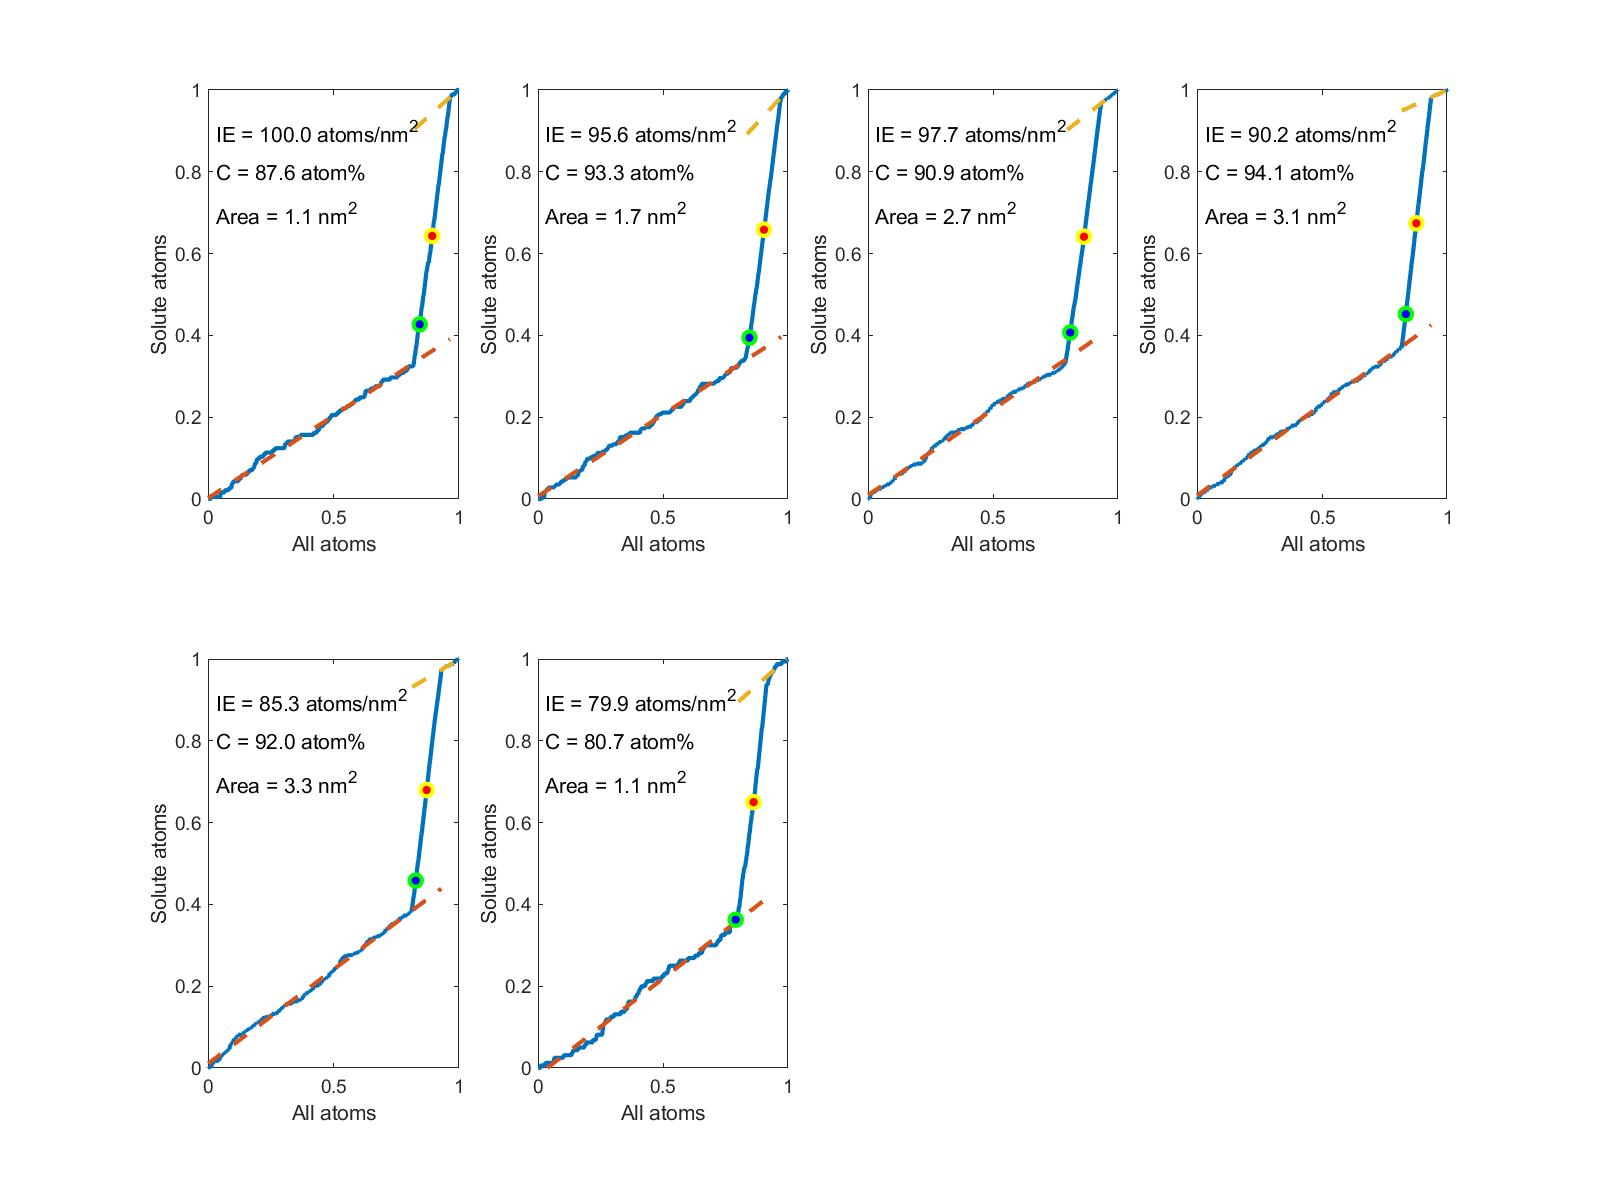 IE = 100.0 atoms/nm²
C = 87.6 atom%
Area = 1.1 nm²
Solute atoms
1
0.8
0.6
0.4
0.2
0
0 0.5 1
All atoms
IE = 95.6 atoms/nm²
C = 93.3 atom%
Area = 1.7 nm²
Solute atoms
1
0.8
0.6
0.4
0.2
0
0 0.5 1
All atoms
IE = 97.7 atoms/nm²
C = 90.9 atom%
Area = 2.7 nm²
Solute atoms
1
0.8
0.6
0.4
0.2
0
0 0.5 1
All atoms
IE = 90.2 atoms/nm²
C = 94.1 atom%
Area = 3.1 nm²
Solute atoms
1
0.8
0.6
0.4
0.2
0
0 0.5 1
All atoms
IE = 85.3 atoms/nm²
C = 92.0 atom%
Area = 3.3 nm²
Solute atoms
1
0.8
0.6
0.4
0.2
0
0 0.5 1
All atoms
IE = 79.9 atoms/nm²
C = 80.7 atom%
Area = 1.1 nm²
Solute atoms
1
0.8
0.6
0.4
0.2
0
0 0.5 1
All atoms